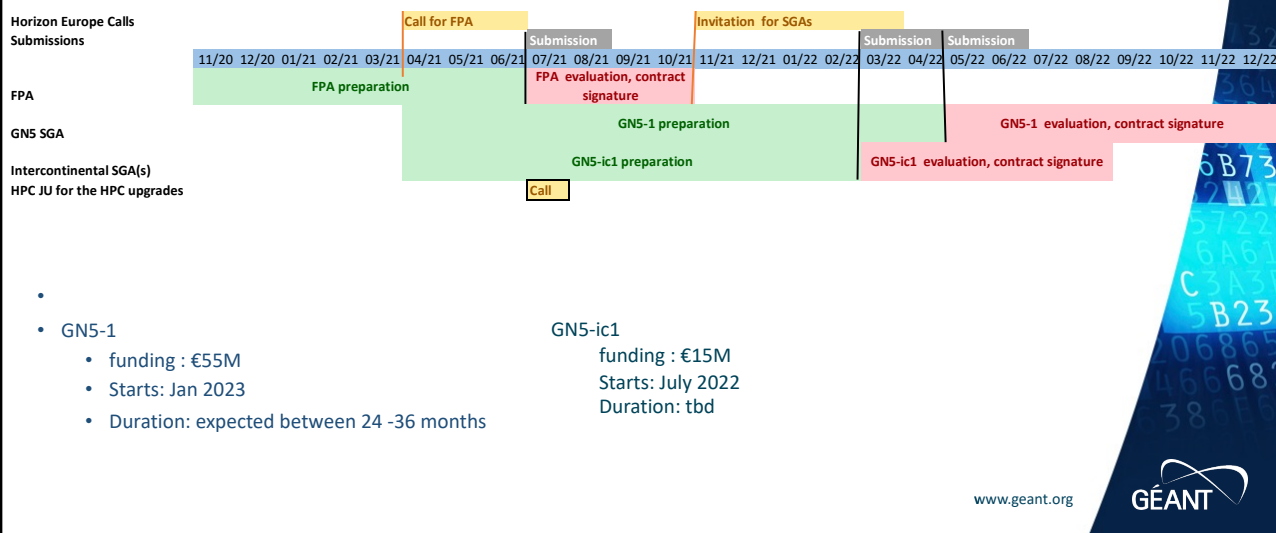 Horizon Europe Calls Call for FPA Invitation for SGAs
Submissions Submission Submission Submission
11/20 12/20 01/21 02/21 03/21 04/21 05/21 06/21 07/21 08/21 09/21 10/21 11/21 12/21 01/22 02/22 03/22 04/22 05/22 06/22 07/22 08/22 09/22 10/22 11/22 12/22
FPA FPA preparation FPA evaluation, contract
signature
GN5 SGA GN5-1 preparation GN5-1 evaluation, contract signature
Intercontinental SGA(s) GN5-ic1 preparation GN5-ic1 evaluation, contract signature
HPC JU for the HPC upgrades Call
•
• GN5-1
• funding : €55M
• Starts: Jan 2023
• Duration: expected between 24 -36 months
GN5-ic1
funding : €15M
Starts: July 2022
Duration: tbd
6B73
5722
6A61
C3A3
5B23
06865
www.geant.org
GÉANT